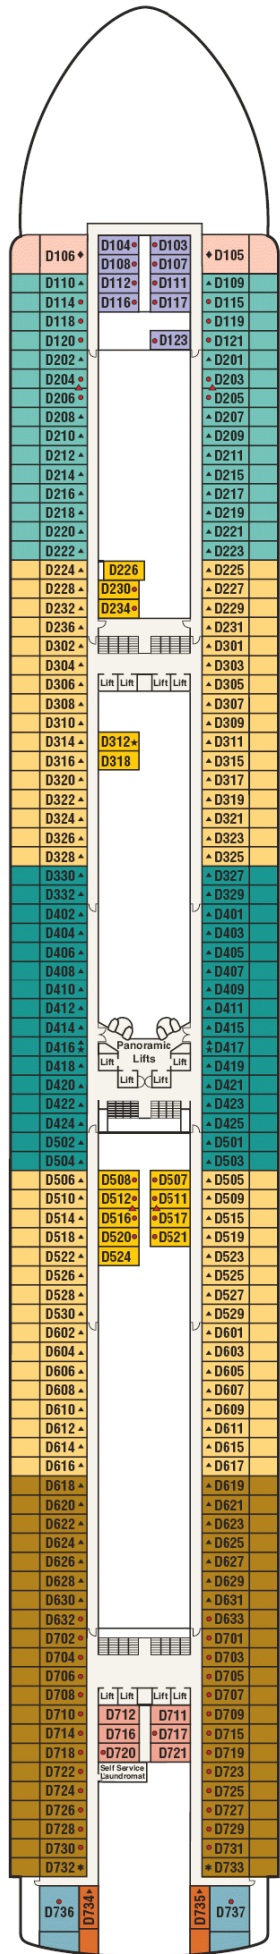 D104 D103
D106 D108 D107 D105
D110 D112 D111 D109
D114 D116 D117 D115
D118 D119
D120 D123 D121
D202 D201
D204 D203
D206 D205
D208 D207
D210 D209
D212 D211
D214 D215
D216 D217
D218 D219
D220 D221
D222 D223
D224 D226 D225
D228 D230 D227
D232 D234 D229
D236 D231
D302 D301
D304 D303
D306 Lift Lift Lift Lift D305
D308 D307
D310 D309
D314 D312 D311
D316 D318 D315
D320 D317
D322 D319
D324 D321
D326 D323
D328 D325
D330 D327
D332 D329
D402 D401
D404 D403
D406 D405
D408 D407
D410 D409
D412 D411
D414 D415
D416 Panoramic D417
Lifts
D418 Lift Lift D419
D420 Lift Lift D421
D422 D423
D424 D425
D502 D501
D504 D503
D506 D508 D507 D505
D510 D512 D511 D509
D514 D516 D517 D515
D518 D520 D521 D519
D522 D524 D523
D526 D525
D528 D527
D530 D529
D602 D601
D604 D603
D606 D605
D608 D607
D610 D609
D612 D611
D614 D615
D616 D617
D618 D619
D620 D621
D622 D623
D624 D625
D626 D627
D628 D629
D630 D631
D632 D633
D702 D701
D704 D703
D706 D705
D708 Lift Lift Lift Lift D707
D710 D712 D711 D709
D714 D716 D717 D715
D718 D720 D721 D719
D722 Self Service D723
Laundromat
D724 D725
D726 D727
D728 D729
D730 D731
D732 D733
D736 D734 D735 D737